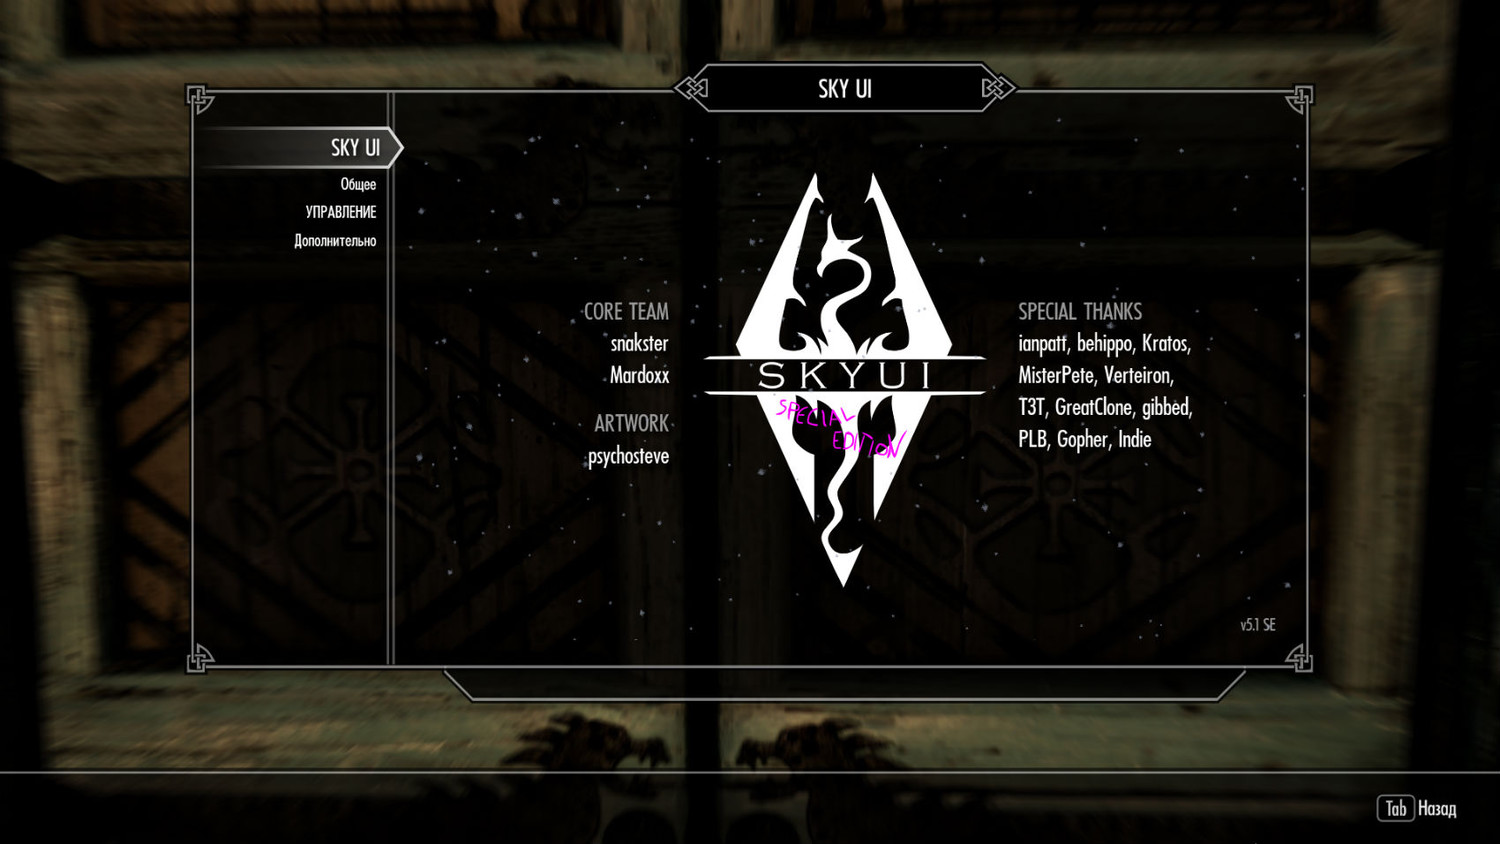 SKY UI
SKY UI
Общее
УПРАВЛЕНИЕ
Дополнительно
CORE TEAM
snakster
Mardoxx
ARTWORK
psychosteve
SKYUI
SPECIAL
EDITION
SPECIAL THANKS
ianpatt, behippo, Kratos,
MisterPete, Verteiron,
T3T, GreatClone, gibbed,
PLB, Gopher, Indie
v5.1 SE
Tab Назад